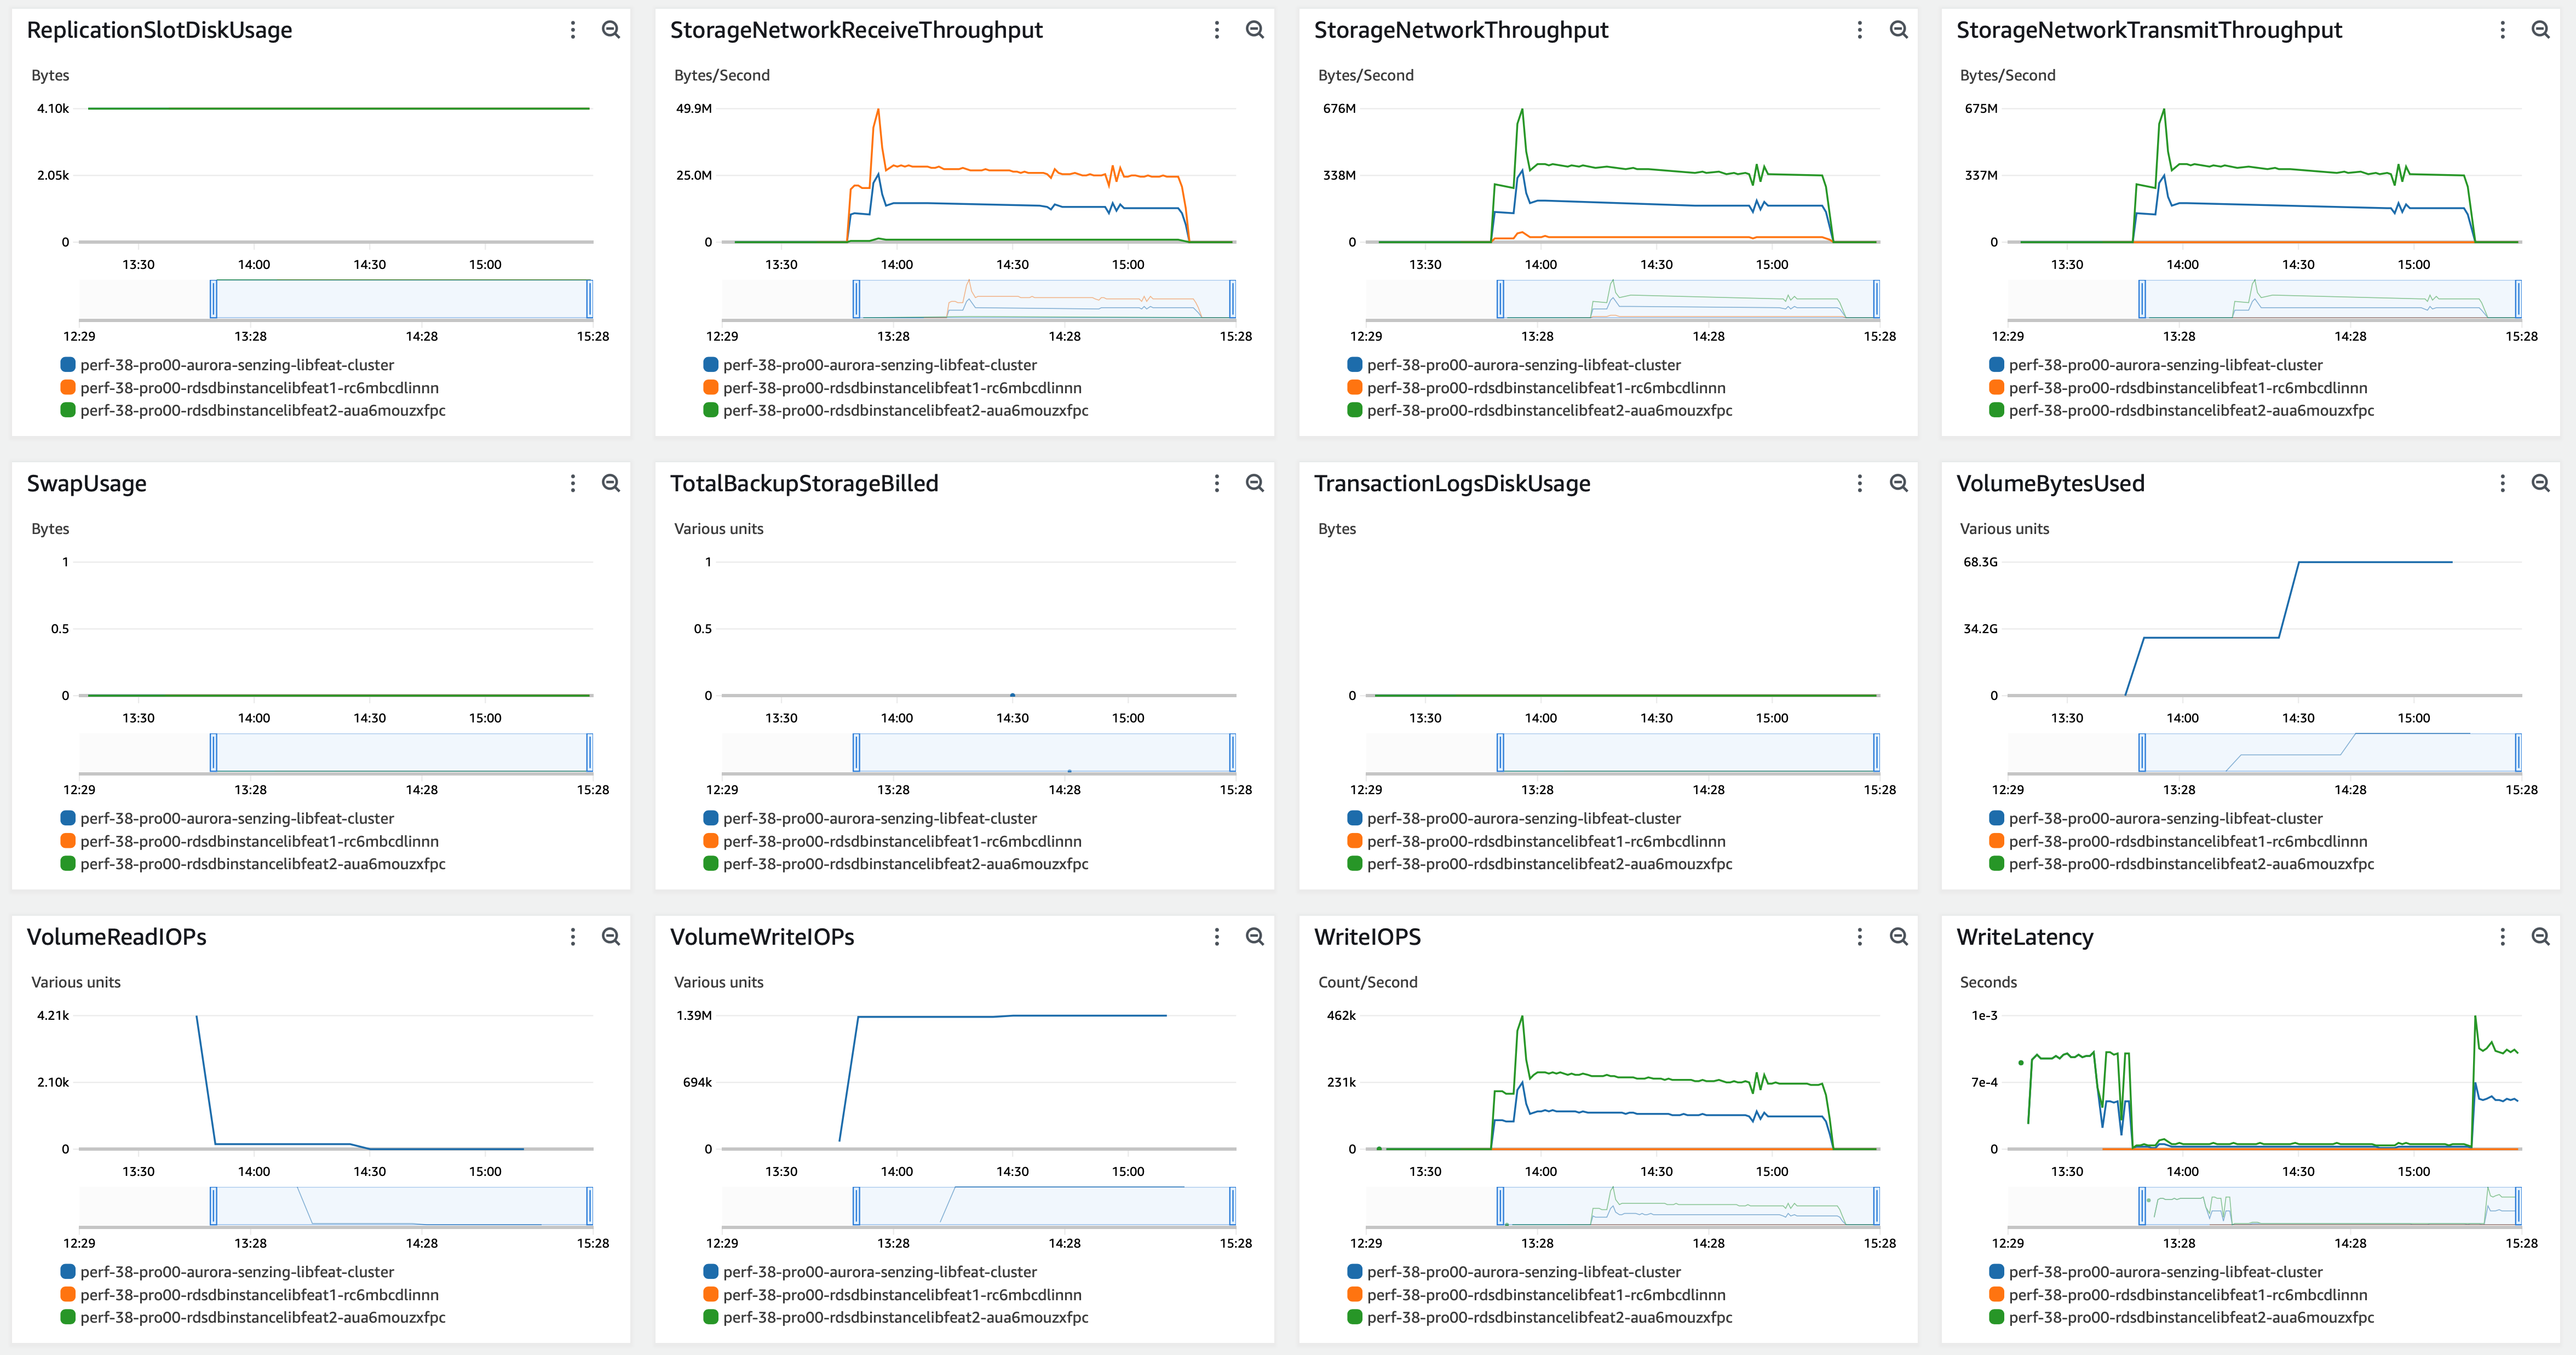 ReplicationSlotDiskUsage
Bytes
4.10k
2.05k
0
13:30 14:00 14:30 15:00
12:29 13:28 14:28 15:28
perf-38-pro00-aurora-senzing-libfeat-cluster
perf-38-pro00-rdsdbinstancelibfeat1-rc6mbcdlinnn
perf-38-pro00-rdsdbinstancelibfeat2-aua6mouzxfpc
StorageNetworkReceiveThroughput
Bytes/Second
49.9M
25.0M
0
13:30 14:00 14:30 15:00
12:29 13:28 14:28 15:28
perf-38-pro00-aurora-senzing-libfeat-cluster
perf-38-pro00-rdsdbinstancelibfeat1-rc6mbcdlinnn
perf-38-pro00-rdsdbinstancelibfeat2-aua6mouzxfpc
StorageNetworkThroughput
Bytes/Second
676M
338M
0
13:30 14:00 14:30 15:00
12:29 13:28 14:28 15:28
perf-38-pro00-aurora-senzing-libfeat-cluster
perf-38-pro00-rdsdbinstancelibfeat1-rc6mbcdlinnn
perf-38-pro00-rdsdbinstancelibfeat2-aua6mouzxfpc
StorageNetworkTransmitThroughput
Bytes/Second
675M
337M
0
13:30 14:00 14:30 15:00
12:29 13:28 14:28 15:28
perf-38-pro00-aurora-senzing-libfeat-cluster
perf-38-pro00-rdsdbinstancelibfeat1-rc6mbcdlinnn
perf-38-pro00-rdsdbinstancelibfeat2-aua6mouzxfpc
SwapUsage
Bytes
1
0.5
0
13:30 14:00 14:30 15:00
12:29 13:28 14:28 15:28
perf-38-pro00-aurora-senzing-libfeat-cluster
perf-38-pro00-rdsdbinstancelibfeat1-rc6mbcdlinnn
perf-38-pro00-rdsdbinstancelibfeat2-aua6mouzxfpc
TotalBackupStorageBilled
Various units
1
0.5
0
13:30 14:00 14:30 15:00
12:29 13:28 14:28 15:28
perf-38-pro00-aurora-senzing-libfeat-cluster
perf-38-pro00-rdsdbinstancelibfeat1-rc6mbcdlinnn
perf-38-pro00-rdsdbinstancelibfeat2-aua6mouzxfpc
TransactionLogsDiskUsage
Bytes
0
13:30 14:00 14:30 15:00
12:29 13:28 14:28 15:28
perf-38-pro00-aurora-senzing-libfeat-cluster
perf-38-pro00-rdsdbinstancelibfeat1-rc6mbcdlinnn
perf-38-pro00-rdsdbinstancelibfeat2-aua6mouzxfpc
VolumeBytesUsed
Various units
68.3G
34.2G
0
13:30 14:00 14:30 15:00
12:29 13:28 14:28 15:28
perf-38-pro00-aurora-senzing-libfeat-cluster
perf-38-pro00-rdsdbinstancelibfeat1-rc6mbcdlinnn
perf-38-pro00-rdsdbinstancelibfeat2-aua6mouzxfpc
VolumeReadIOPs
Various units
4.21k
2.10k
0
13:30 14:00 14:30 15:00
12:29 13:28 14:28 15:28
perf-38-pro00-aurora-senzing-libfeat-cluster
perf-38-pro00-rdsdbinstancelibfeat1-rc6mbcdlinnn
perf-38-pro00-rdsdbinstancelibfeat2-aua6mouzxfpc
VolumeWriteIOPs
Various units
1.39M
694k
0
13:30 14:00 14:30 15:00
12:29 13:28 14:28 15:28
perf-38-pro00-aurora-senzing-libfeat-cluster
perf-38-pro00-rdsdbinstancelibfeat1-rc6mbcdlinnn
perf-38-pro00-rdsdbinstancelibfeat2-aua6mouzxfpc
WriteIOPS
Count/Second
462k
231k
0
13:30 14:00 14:30 15:00
12:29 13:28 14:28 15:28
perf-38-pro00-aurora-senzing-libfeat-cluster
perf-38-pro00-rdsdbinstancelibfeat1-rc6mbcdlinnn
perf-38-pro00-rdsdbinstancelibfeat2-aua6mouzxfpc
WriteLatency
Seconds
1e-3
7e-4
0
13:30 14:00 14:30 15:00
12:29 13:28 14:28 15:28
perf-38-pro00-aurora-senzing-libfeat-cluster
perf-38-pro00-rdsdbinstancelibfeat1-rc6mbcdlinnn
perf-38-pro00-rdsdbinstancelibfeat2-aua6mouzxfpc